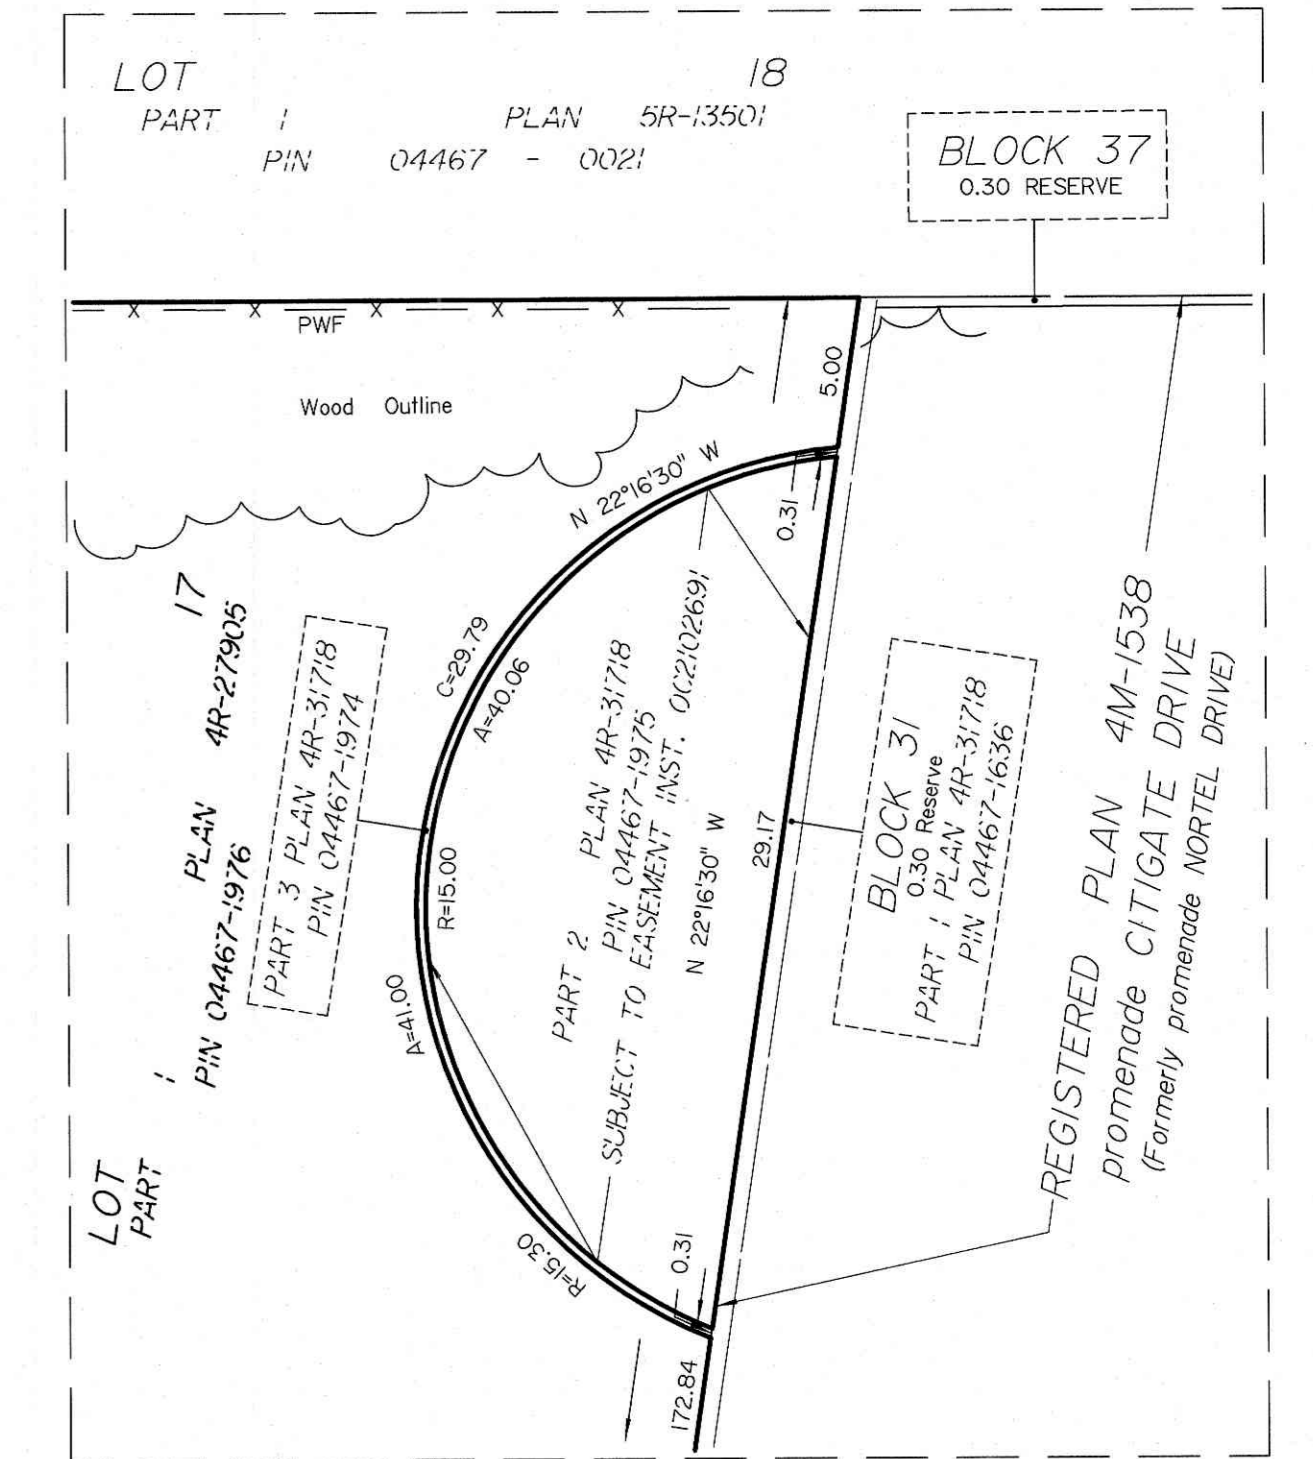 LOT 18
PART 1 PLAN 5R-13501
PIN 04467 - 0021
BLOCK 37
0.30 RESERVE
X X X X X
PWF
Wood Outline
5.00
N 22°16'30" W
0.31
C=29.79
A=40.06
R=15.00
A=41.00
R=15.30
0.31
172.84
LOT 17
PART 1 PLAN 4R-27905
PIN 04467-1976
PART 3 PLAN 4R-31718
PIN 04467-1974
PART 2 PLAN 4R-31718
PIN 04467-1975
SUBJECT TO EASEMENT INST. OC2102691
N 22°16'30" W
29.17
BLOCK 31
0.30 Reserve
PART 1 PLAN 4R-31718
PIN 04467-1636
REGISTERED PLAN 4M-1538
promenade CITIGATE DRIVE
(Formerly promenade NORTEL DRIVE)